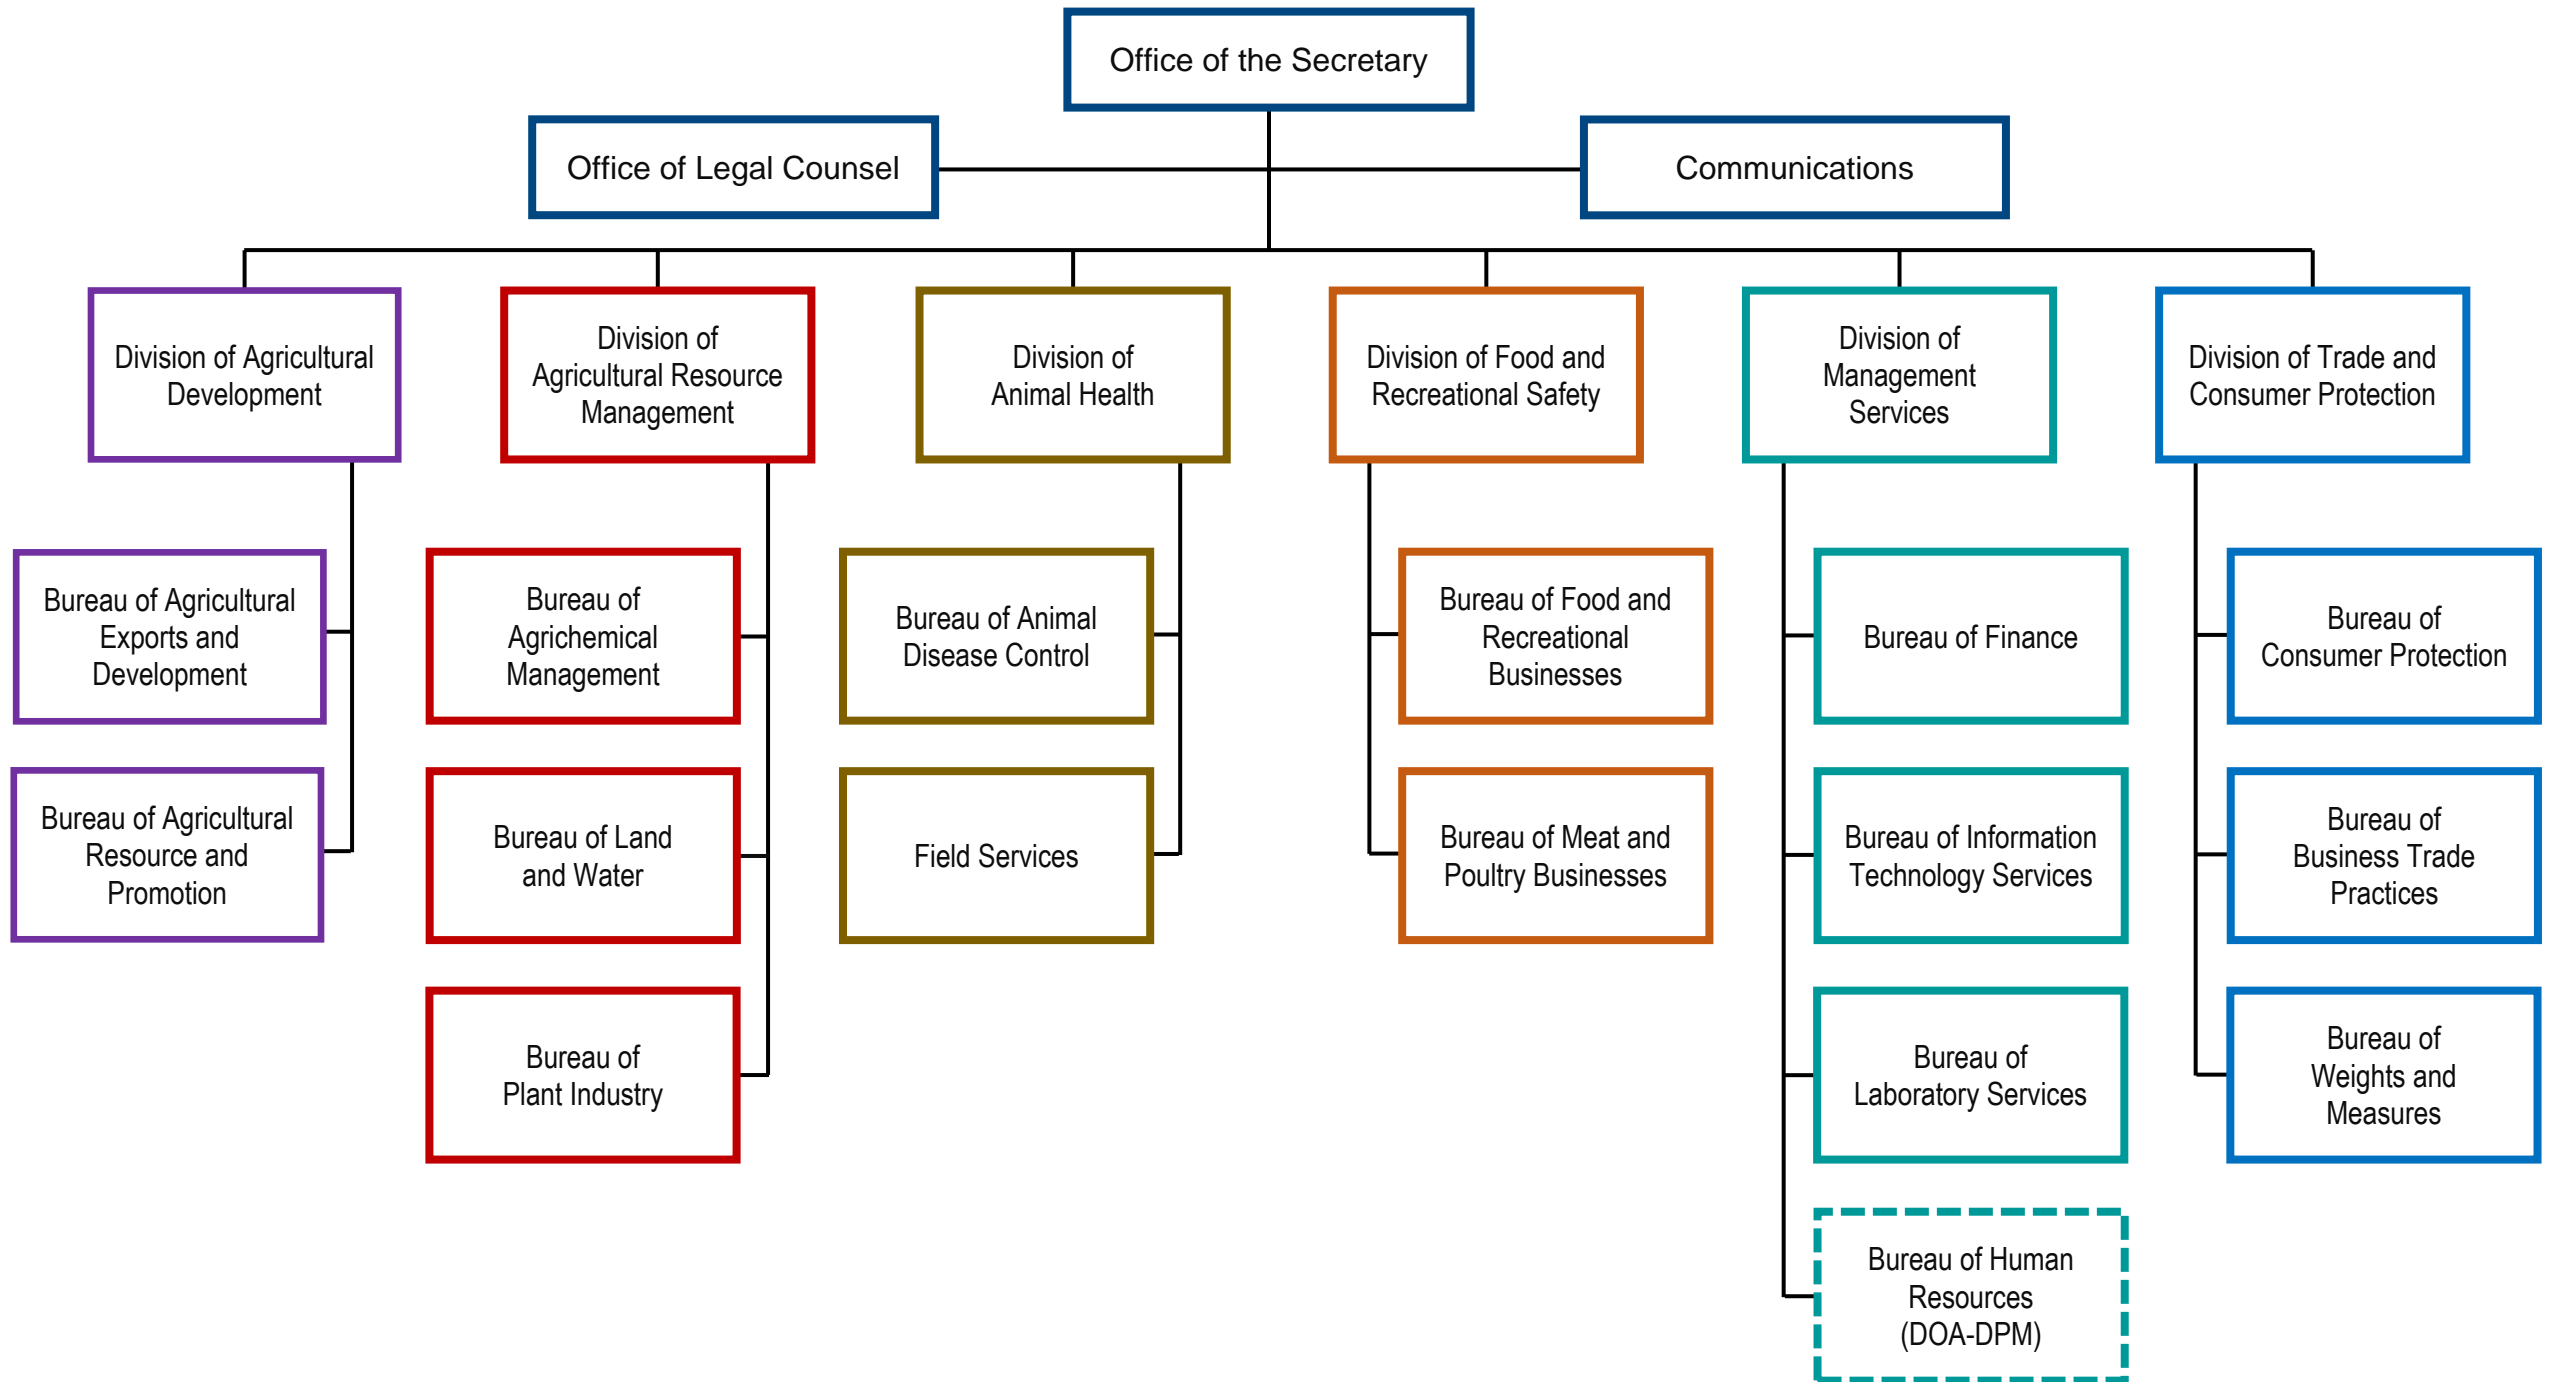 Office of the Secretary
Office of Legal Counsel
Communications
Division of Agricultural
Development
Division of
Agricultural Resource
Management
Division of
Animal Health
Division of Food and
Recreational Safety
Division of
Management
Services
Division of Trade and
Consumer Protection
Bureau of Agricultural
Exports and
Development
Bureau of
Agrichemical
Management
Bureau of Animal
Disease Control
Bureau of Food and
Recreational
Businesses
Bureau of Finance
Bureau of
Consumer Protection
Bureau of Agricultural
Resource and
Promotion
Bureau of Land
and Water
Field Services
Bureau of Meat and
Poultry Businesses
Bureau of Information
Technology Services
Bureau of
Business Trade
Practices
Bureau of
Plant Industry
Bureau of
Laboratory Services
Bureau of
Weights and
Measures
Bureau of Human
Resources
(DOA-DPM)